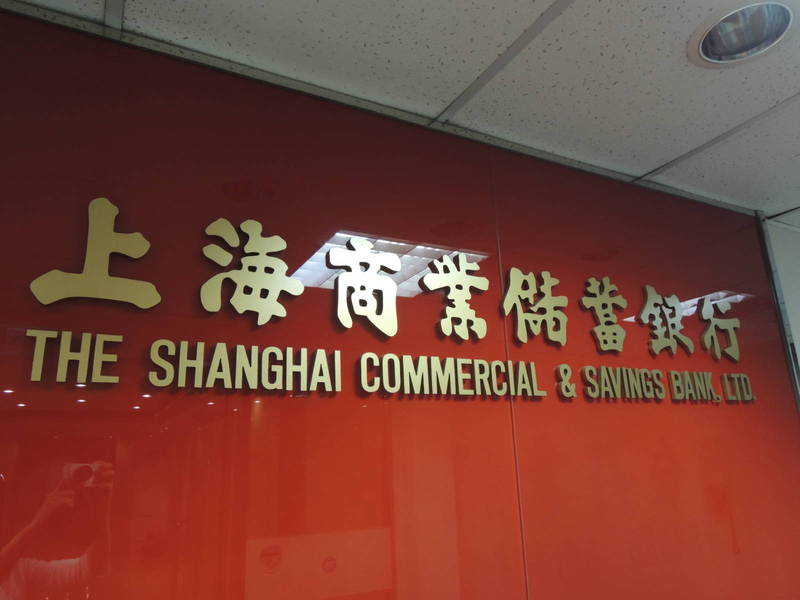 上海商業儲蓄銀行
THE SHANGHAI COMMERCIAL & SAVINGS BANK, LTD.